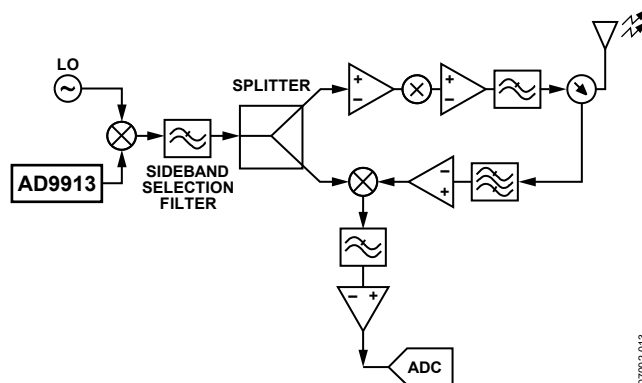 LO
SPLITTER
AD9913
SIDEBAND
SELECTION
FILTER
+
−
+
−
−
+
− +
ADC